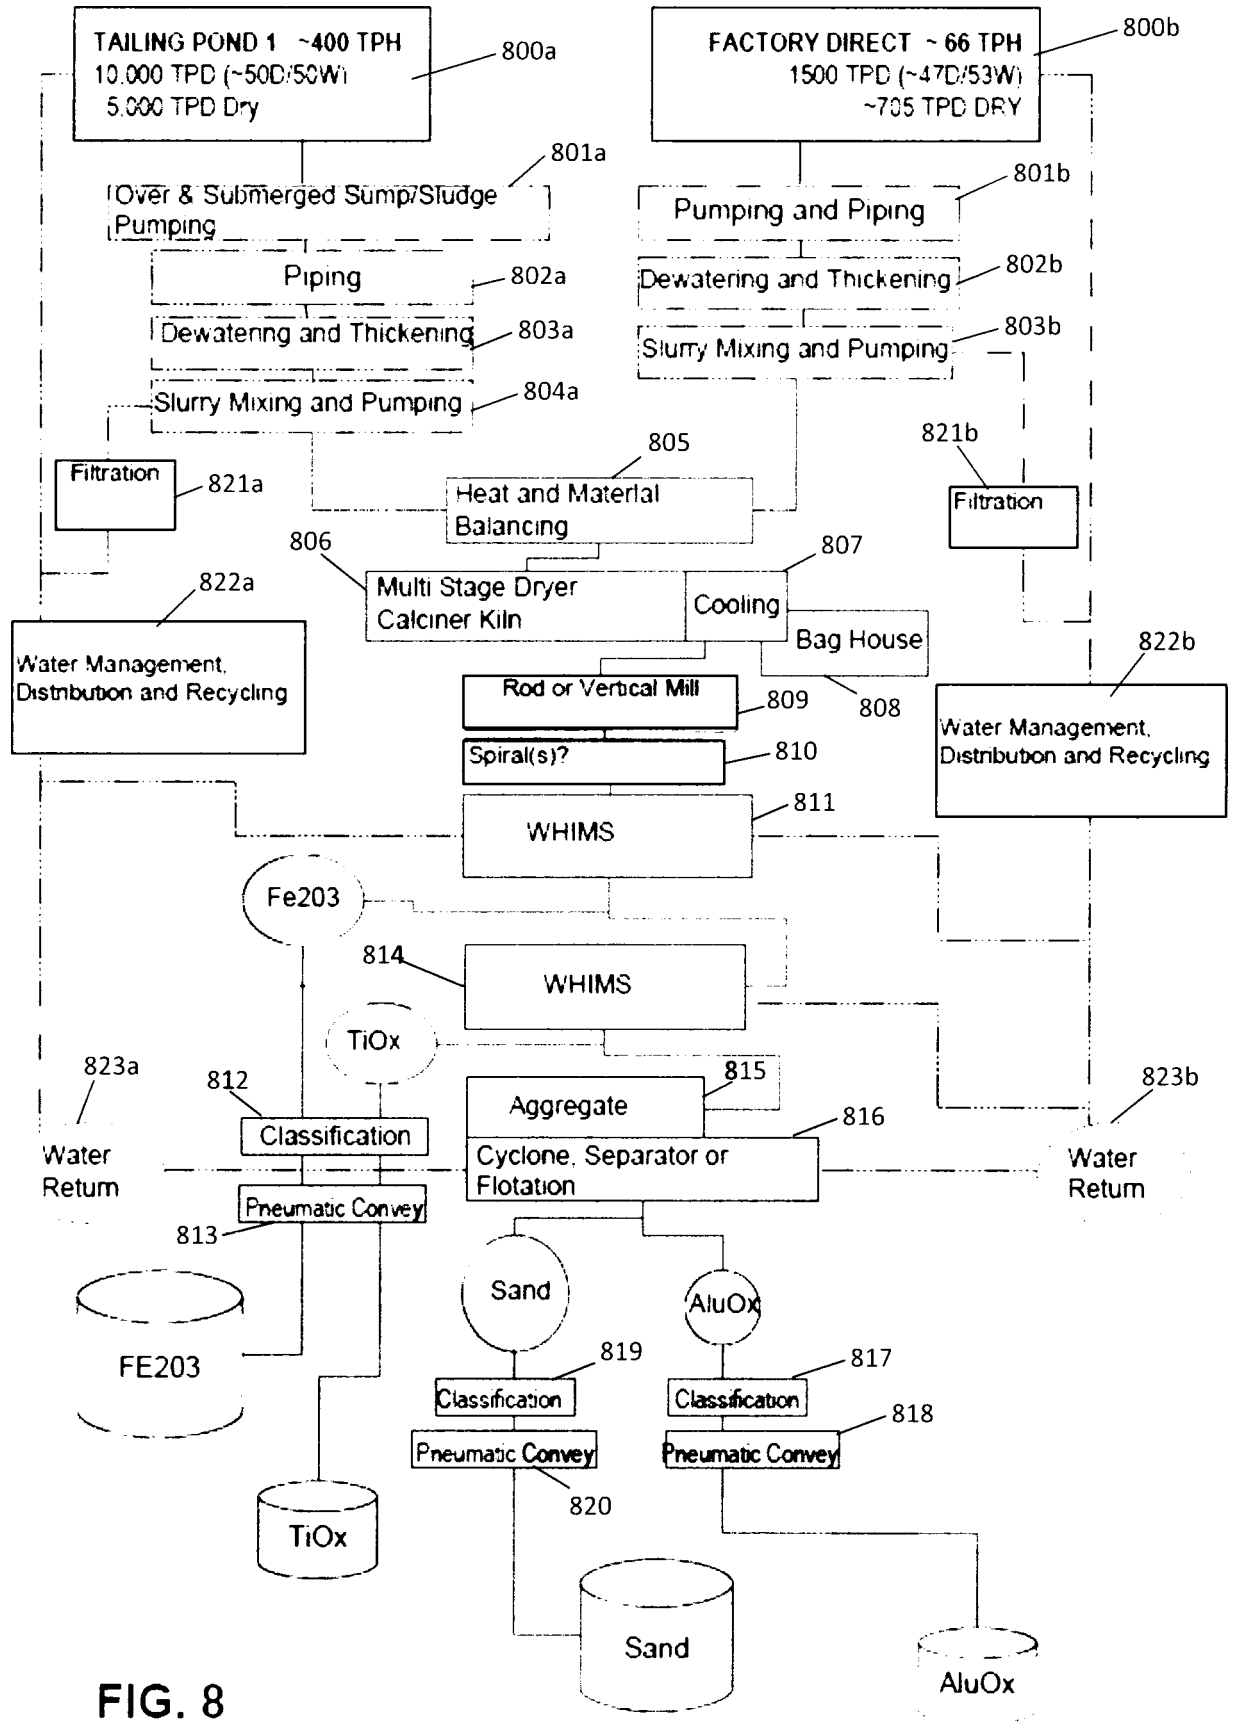 TAILING POND 1 ~400 TPH
10.000 TPD (~50D/50W)
5.000 TPD Dry
800a
FACTORY DIRECT ~ 66 TPH
1500 TPD (~47D/53W)
~705 TPD DRY
800b
801a
Over & Submerged Sump/Sludge
Pumping
801b
Pumping and Piping
Piping
802a
Dewatering and Thickening
802b
Dewatering and Thickening
803a
Slurry Mixing and Pumping
803b
Slurry Mixing and Pumping
804a
805
821b
Filtration
821a
Heat and Material
Balancing
Filtration
806
807
Multi Stage Dryer
Calciner Kiln
Cooling
Bag House
808
822a
Water Management,
Distribution and Recycling
822b
Water Management,
Distribution and Recycling
Rod or Vertical Mill
809
Spiral(s)?
810
WHIMS
811
Fe203
814
WHIMS
TiOx
823a
812
815
823b
Aggregate
816
Classification
Water
Return
Cyclone, Separator or
Flotation
Water
Return
Pneumatic Convey
813
Sand
AluOx
FE203
819
817
Classification
Classification
818
Pneumatic Convey
Pneumatic Convey
820
TiOx
Sand
AluOx
FIG. 8